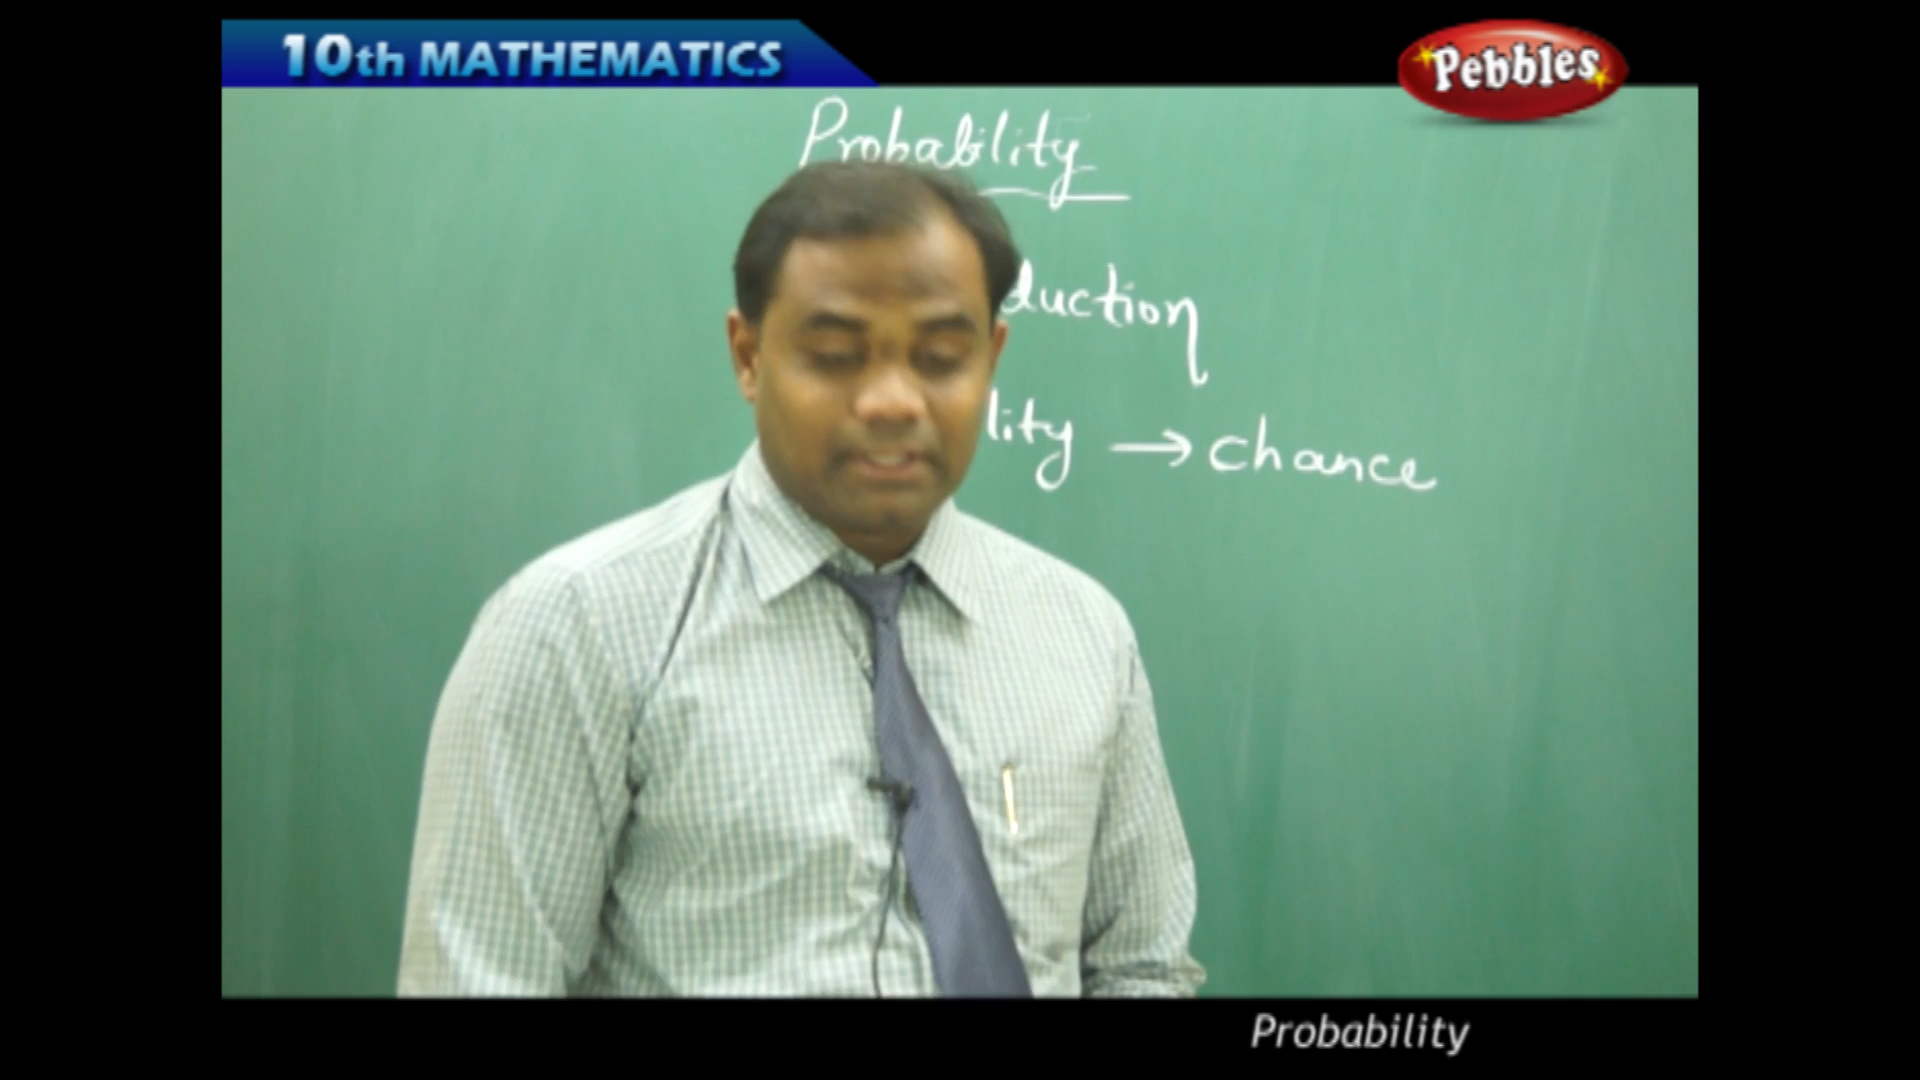 10th MATHEMATICS
Pebbles
Probability
duction
lity → chance
Probability